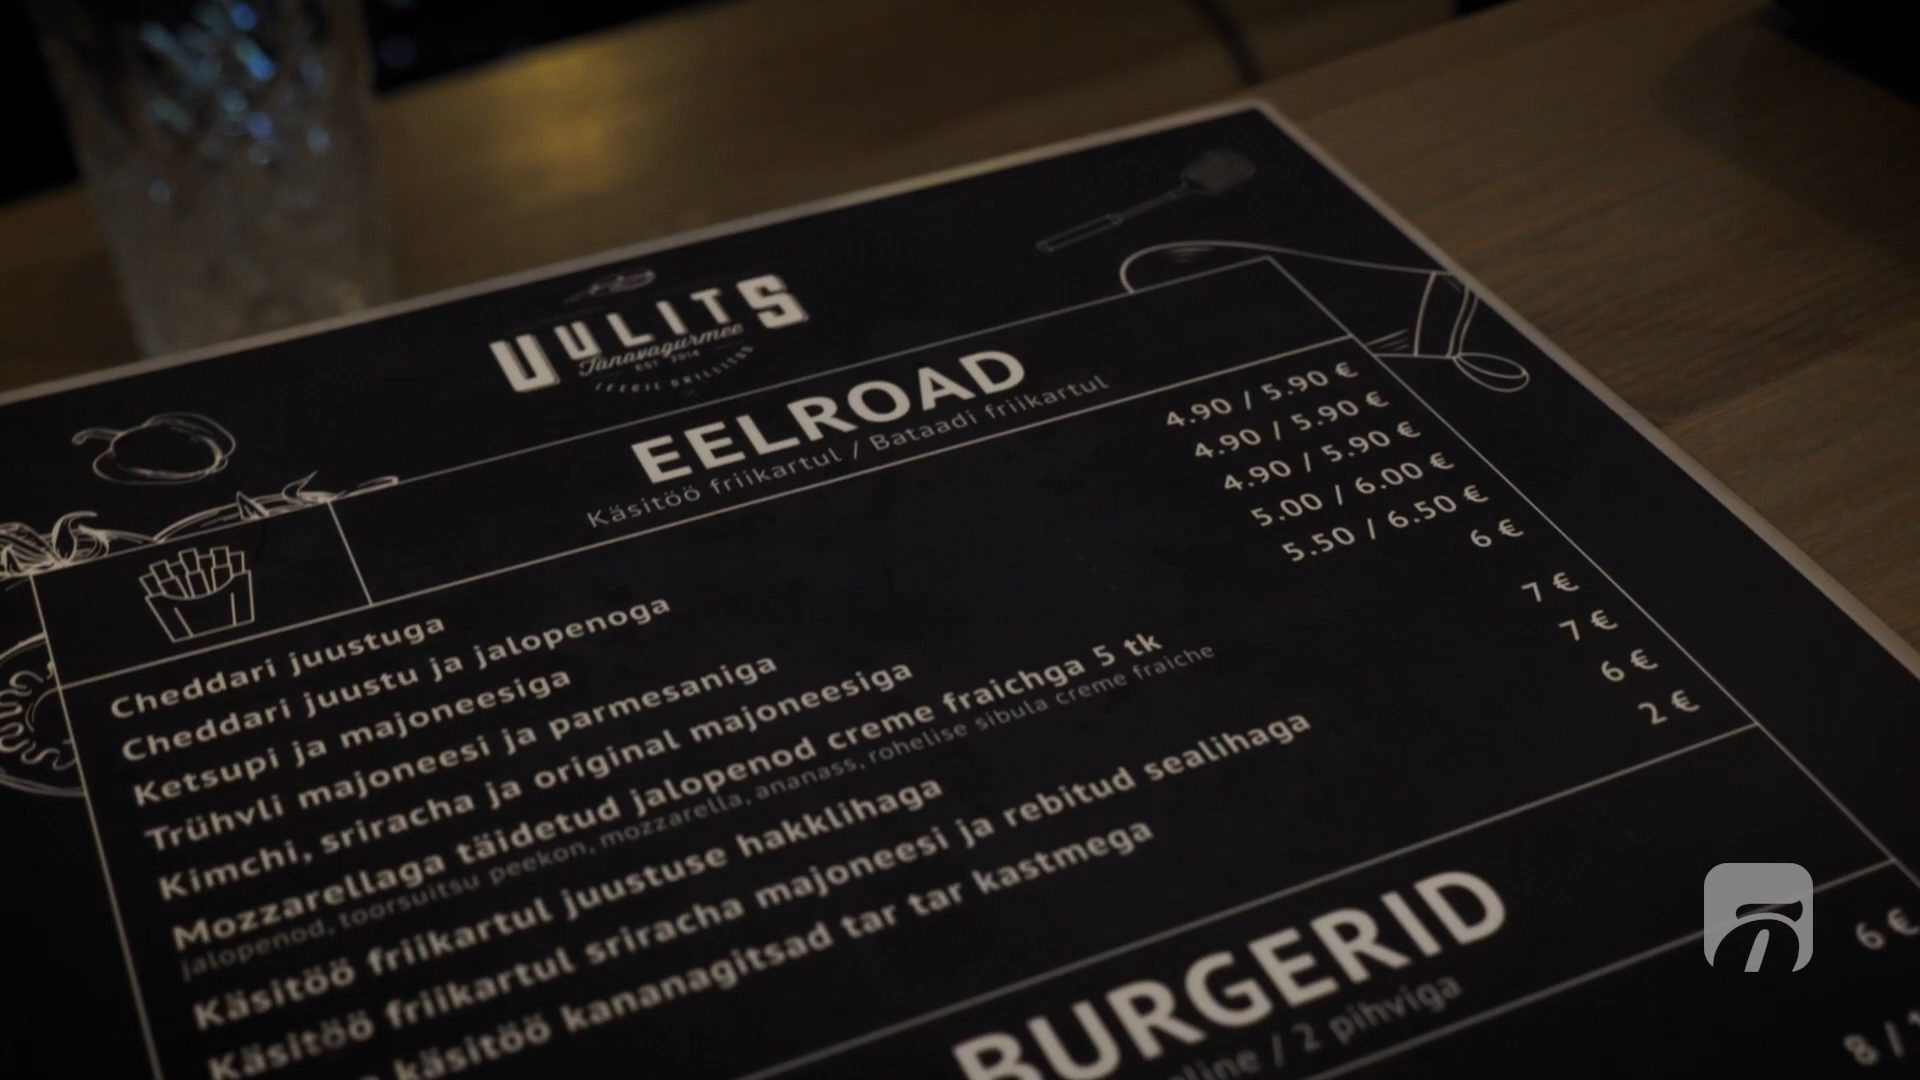 UULITS
Tänavagurmee
EST 2014
EELROAD
Käsitöö friikartul / Bataadi friikartul
Cheddari juustuga 4.90 / 5.90 €
Cheddari juustu ja jalopenoga 4.90 / 5.90 €
Ketsupi ja majoneesiga 4.90 / 5.90 €
Trühvli majoneesi ja parmesaniga 5.00 / 6.00 €
Kimchi, sriracha ja original majoneesiga 5.50 / 6.50 €
Mozzarellaga täidetud jalopenod creme fraichga 5 tk 6 €
jalopenod, toorsuitsu peekon, mozzarella, ananass, rohelise sibula creme fraiche
Käsitöö friikartul juustuse hakklihaga 7 €
Käsitöö friikartul sriracha majoneesi ja rebitud sealihaga 7 €
käsitöö kananagitsad tar tar kastmega 6 €
2 €
BURGERID
/ 2 pihviga
6 €
8 /